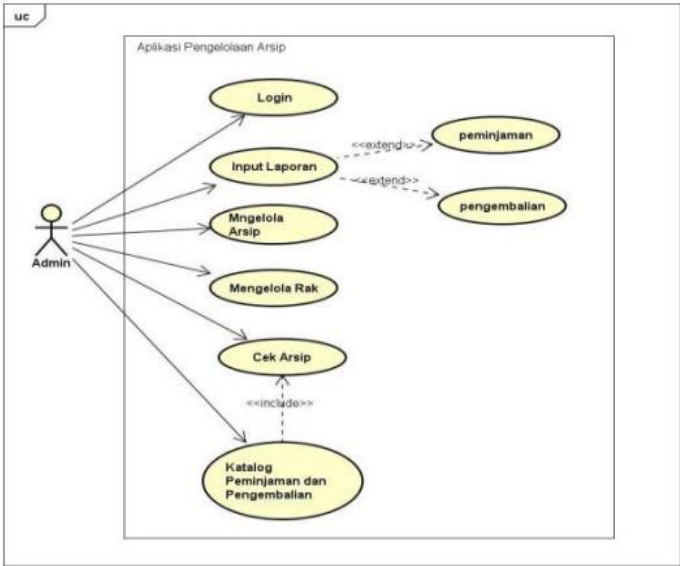 uc
Aplikasi Pengelolaan Arsip
Login
Input Laporan
<<extend>>
peminjaman
<<extend>>
pengembalian
Mngelola
Arsip
Admin
Mengelola Rak
Cek Arsip
<<include>>
Katalog
Peminjaman dan
Pengembalian